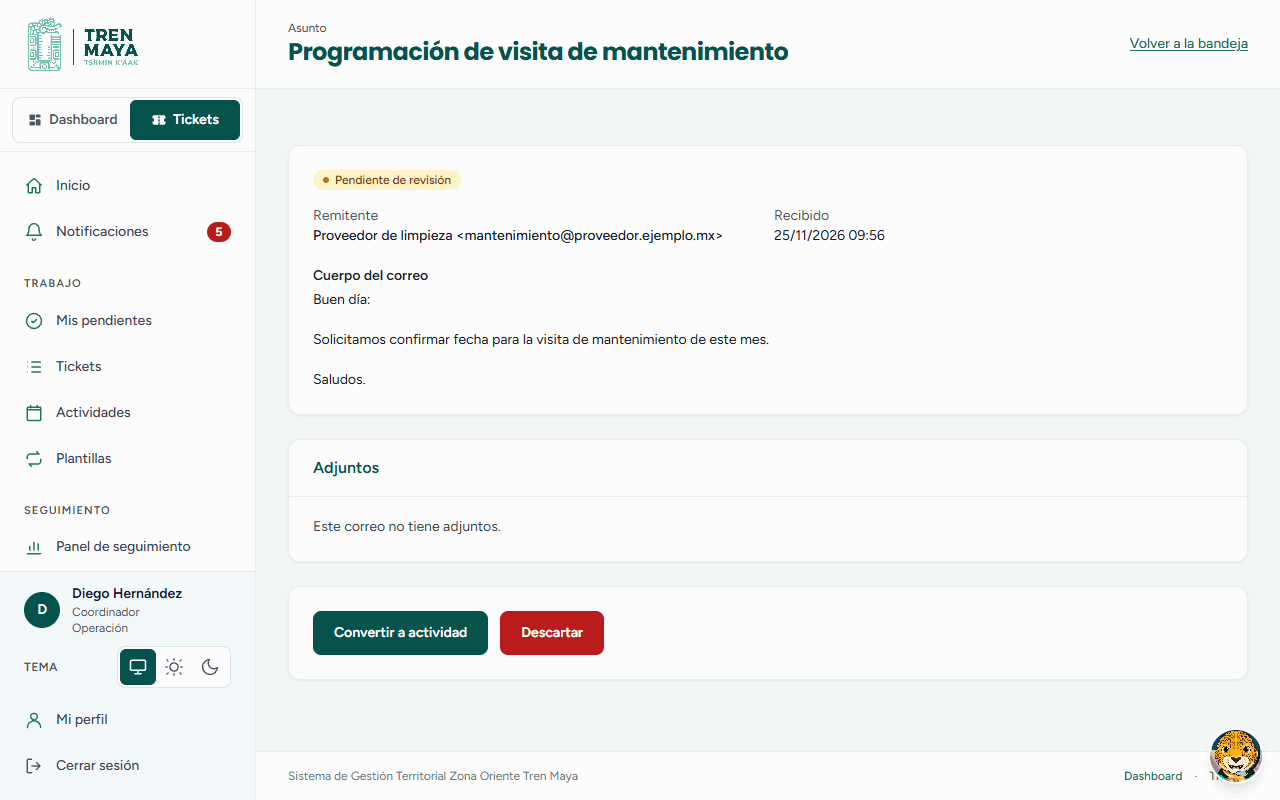 TREN
MAYA
TSÍIMIN K'ÁAK
Asunto
Programación de visita de mantenimiento
Volver a la bandeja
Dashboard
Tickets
Inicio
Notificaciones
5
TRABAJO
Mis pendientes
Tickets
Actividades
Plantillas
SEGUIMIENTO
Panel de seguimiento
D
Diego Hernández
Coordinador
Operación
TEMA
Mi perfil
Cerrar sesión
Pendiente de revisión
Remitente
Proveedor de limpieza <mantenimiento@proveedor.ejemplo.mx>
Recibido
25/11/2026 09:56
Cuerpo del correo
Buen día:
Solicitamos confirmar fecha para la visita de mantenimiento de este mes.
Saludos.
Adjuntos
Este correo no tiene adjuntos.
Convertir a actividad
Descartar
Sistema de Gestión Territorial Zona Oriente Tren Maya
Dashboard ·